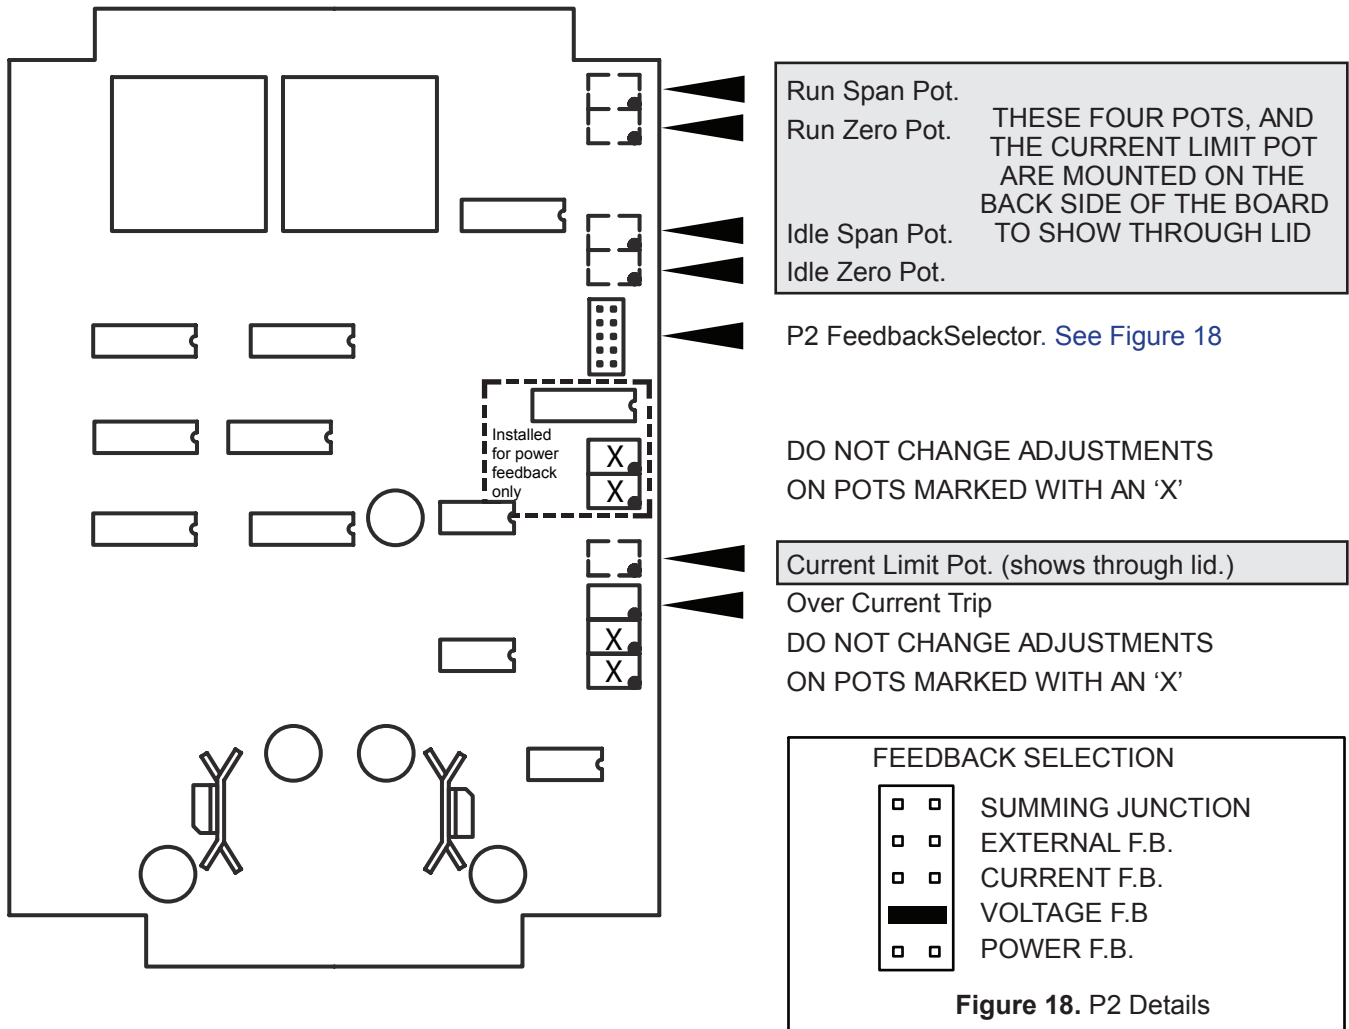 Run Span Pot.
Run Zero Pot.
THESE FOUR POTS, AND
THE CURRENT LIMIT POT
ARE MOUNTED ON THE
BACK SIDE OF THE BOARD
TO SHOW THROUGH LID
Idle Span Pot.
Idle Zero Pot.
P2 FeedbackSelector. See Figure 18
Installed
for power
feedback
only
X
X
DO NOT CHANGE ADJUSTMENTS
ON POTS MARKED WITH AN ‘X’
Current Limit Pot. (shows through lid.)
Over Current Trip
X
X
DO NOT CHANGE ADJUSTMENTS
ON POTS MARKED WITH AN ‘X’
FEEDBACK SELECTION
SUMMING JUNCTION
EXTERNAL F.B.
CURRENT F.B.
VOLTAGE F.B
POWER F.B.
Figure 18. P2 Details